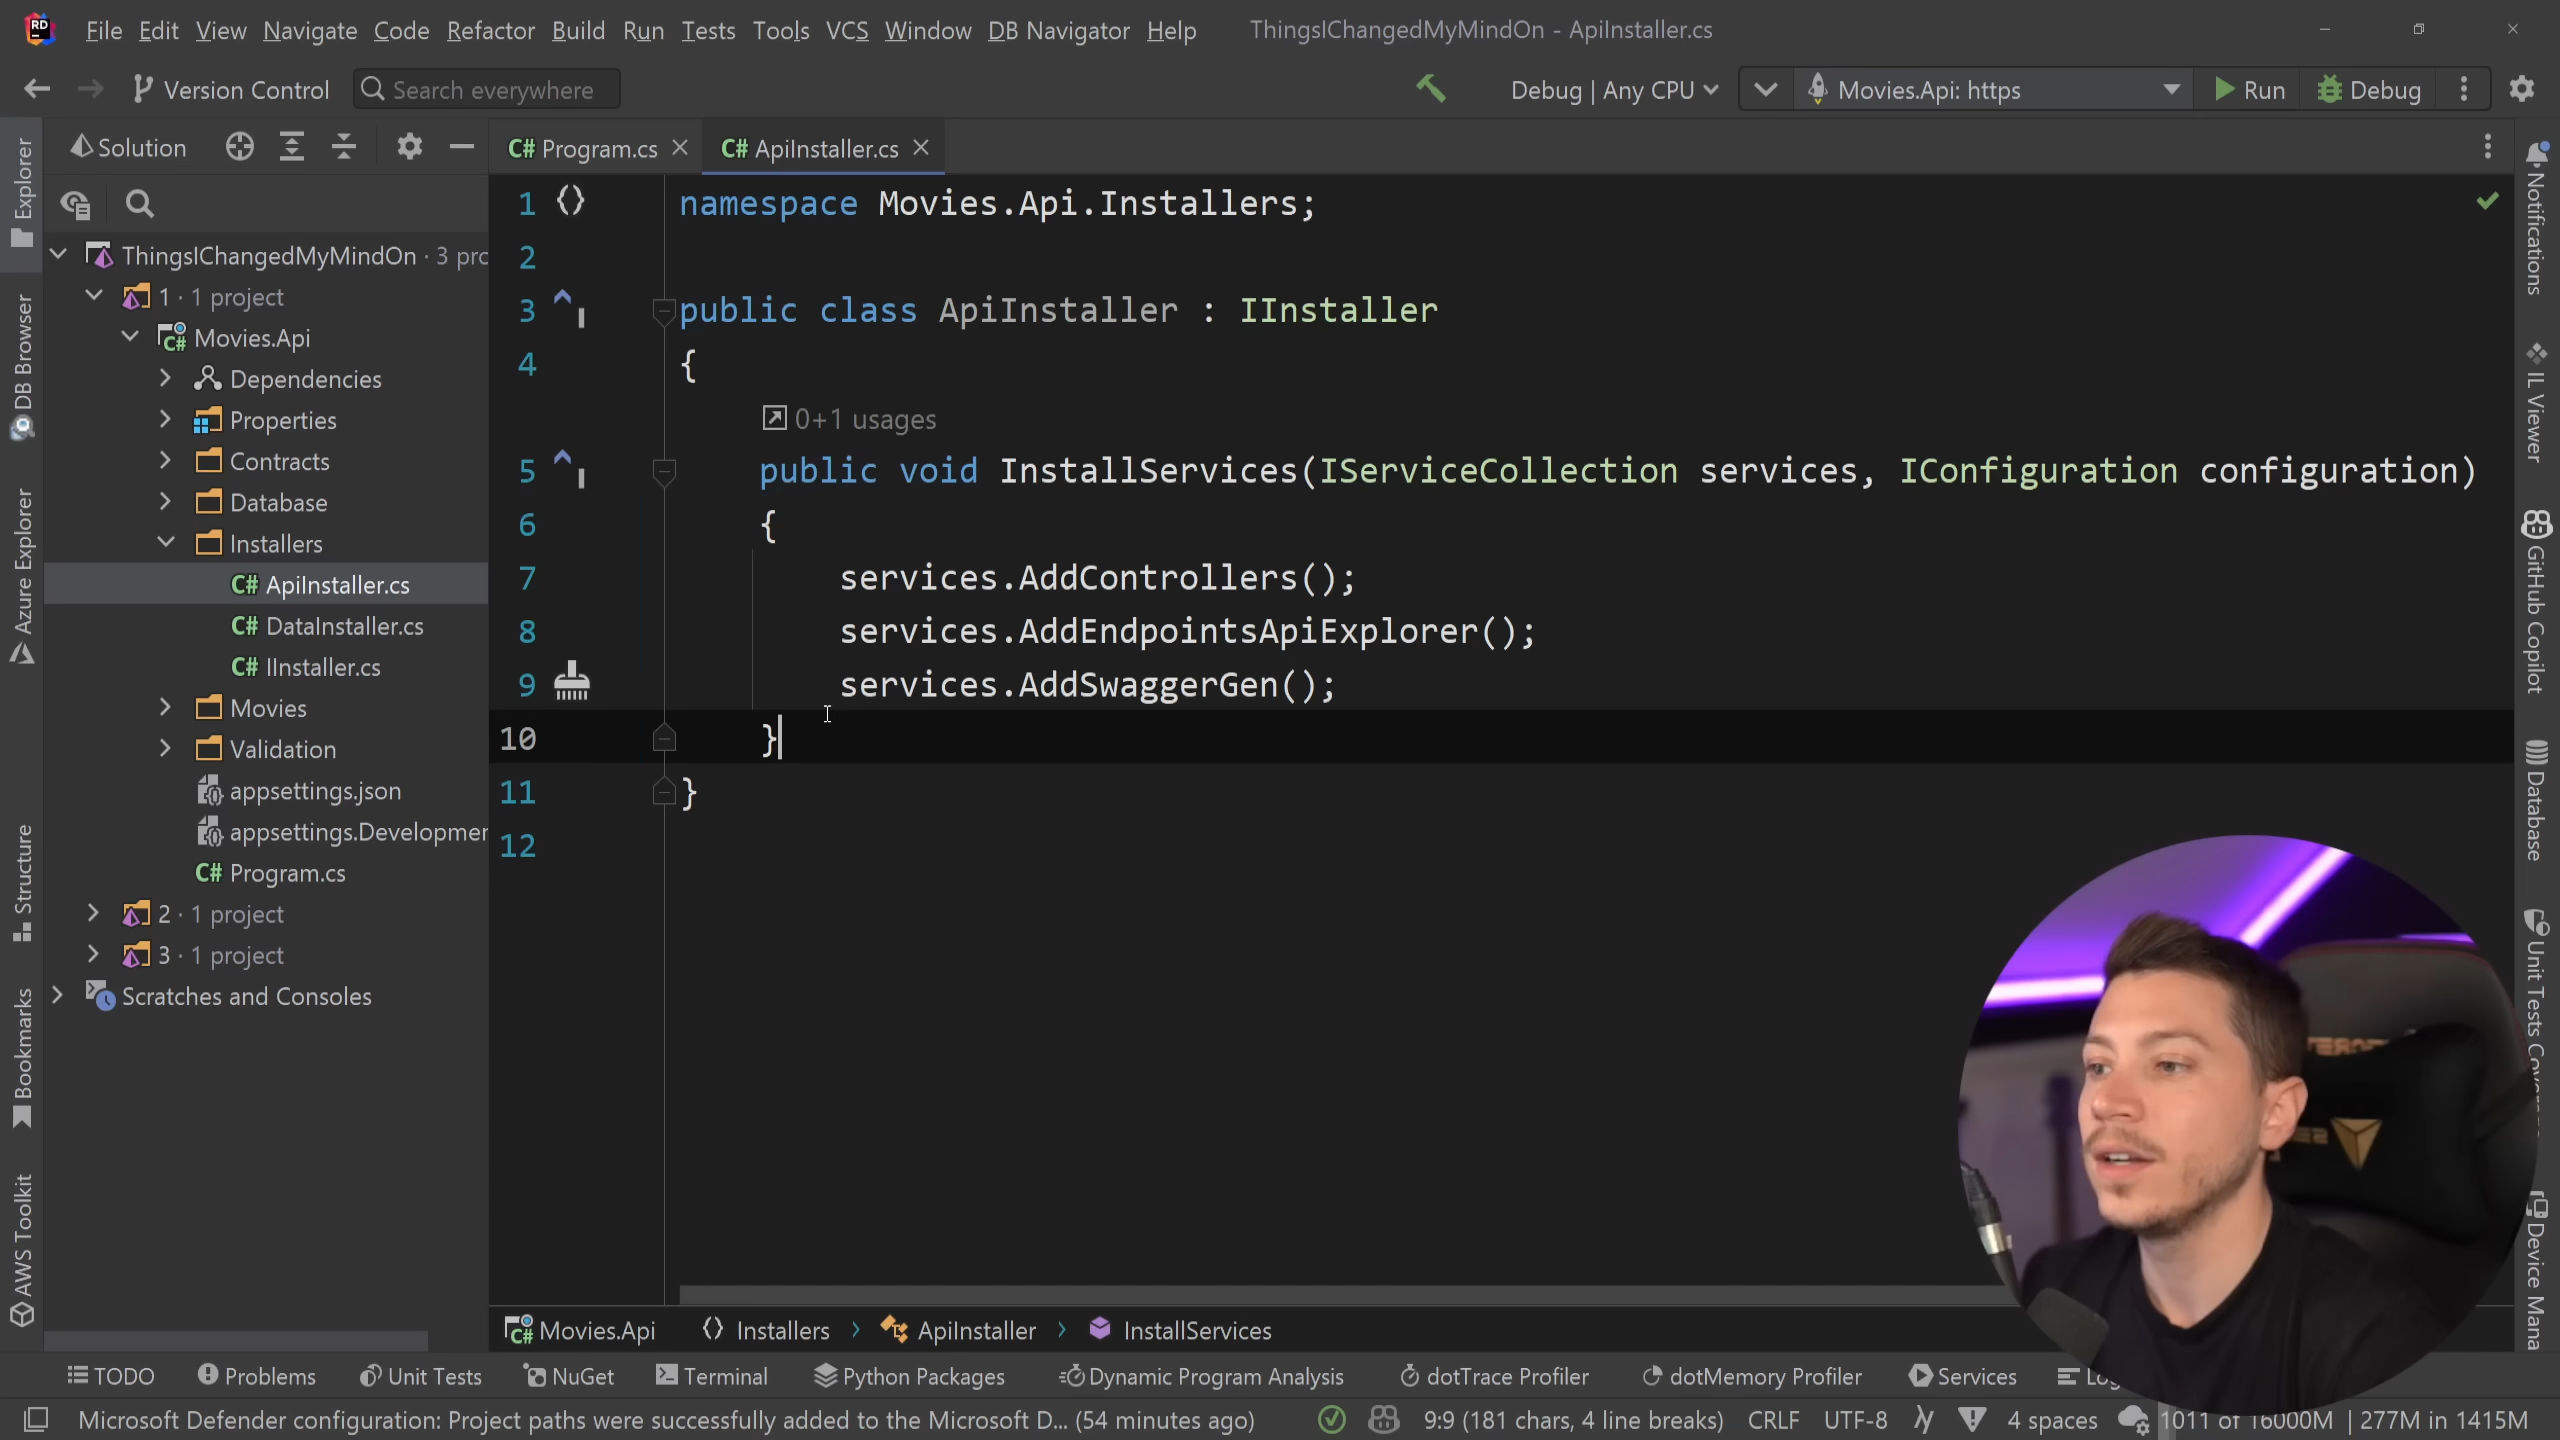 File Edit View Navigate Code Refactor Build Run Tests Tools VCS Window DB Navigator Help ThingsIChangedMyMindOn - ApiInstaller.cs
Version Control Search everywhere Debug | Any CPU Movies.Api: https Run Debug
Solution
C# Program.cs
C# ApiInstaller.cs
Explorer
DB Browser
Azure Explorer
Structure
Bookmarks
AWS Toolkit
ThingsIChangedMyMindOn · 3 pro
1 · 1 project
Movies.Api
Dependencies
Properties
Contracts
Database
Installers
C# ApiInstaller.cs
C# DataInstaller.cs
C# IInstaller.cs
Movies
Validation
appsettings.json
appsettings.Developmen
C# Program.cs
2 · 1 project
3 · 1 project
Scratches and Consoles
1 namespace Movies.Api.Installers;
2
3 public class ApiInstaller : IInstaller
4 {
0+1 usages
5 public void InstallServices(IServiceCollection services, IConfiguration configuration)
6 {
7 services.AddControllers();
8 services.AddEndpointsApiExplorer();
9 services.AddSwaggerGen();
10 }
11 }
12
Notifications
IL Viewer
GitHub Copilot
Database
Unit Tests
Device Mana
Movies.Api Installers ApiInstaller InstallServices
TODO Problems Unit Tests NuGet Terminal Python Packages Dynamic Program Analysis dotTrace Profiler dotMemory Profiler Services
Microsoft Defender configuration: Project paths were successfully added to the Microsoft D... (54 minutes ago) 9:9 (181 chars, 4 line breaks) CRLF UTF-8 4 spaces 1011 of 16000M | 277M in 1415M